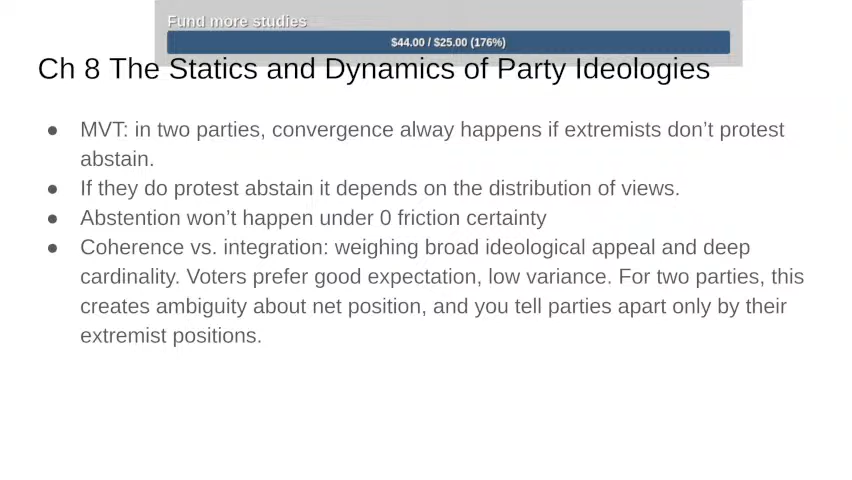 Fund more studies
$44.00 / $25.00 (176%)
Ch 8 The Statics and Dynamics of Party Ideologies
● MVT: in two parties, convergence alway happens if extremists don’t protest
abstain.
● If they do protest abstain it depends on the distribution of views.
● Abstention won’t happen under 0 friction certainty
● Coherence vs. integration: weighing broad ideological appeal and deep
cardinality. Voters prefer good expectation, low variance. For two parties, this
creates ambiguity about net position, and you tell parties apart only by their
extremist positions.